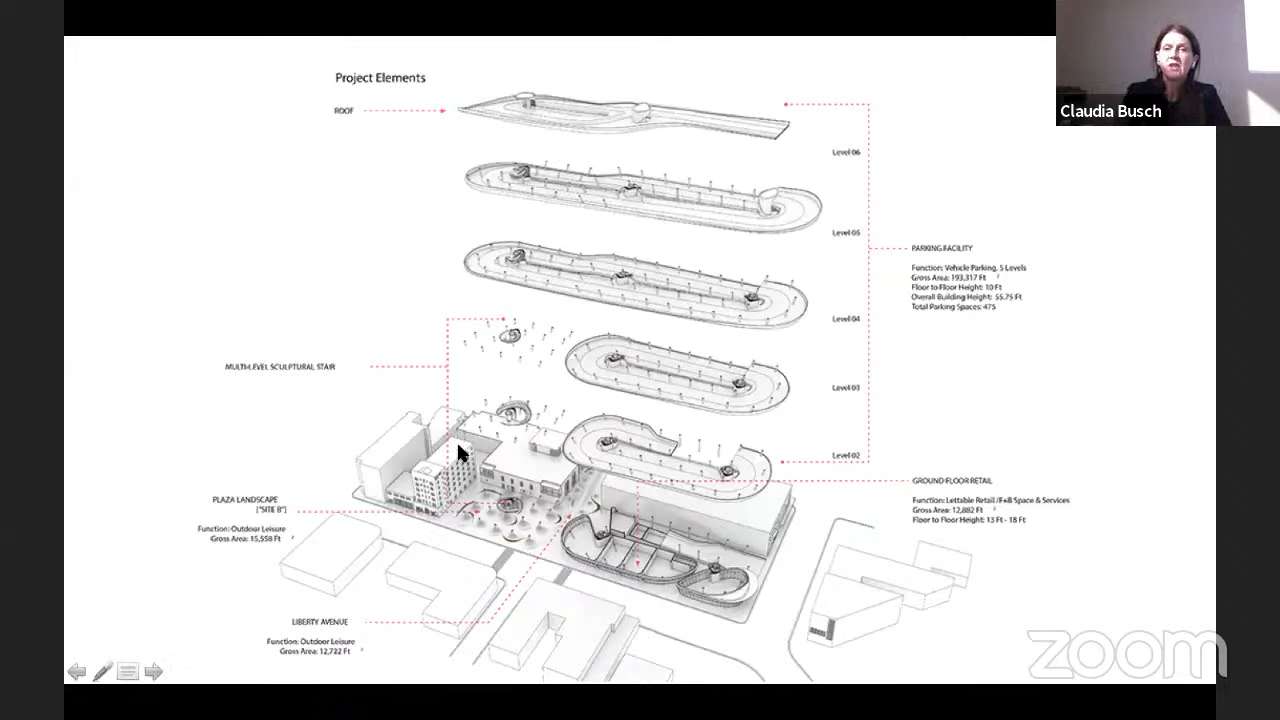 Claudia Busch
Project Elements
ROOF
Level 06
Level 05
PARKING FACILITY
Function: Vehicle Parking, 5 Levels
Gross Area: 193,317 Ft 2
Floor to Floor Height: 10 Ft
Overall Building Height: 55.75 Ft
Total Parking Spaces: 475
Level 04
MULTI-LEVEL SCULPTURAL STAIR
Level 03
Level 02
GROUND FLOOR RETAIL
Function: Lettable Retail /F+B Space & Services
Gross Area: 12,882 Ft 2
Floor to Floor Height: 13 Ft - 18 Ft
PLAZA LANDSCAPE
["SITE B"]
Function: Outdoor Leisure
Gross Area: 15,558 Ft 2
LIBERTY AVENUE
Function: Outdoor Leisure
Gross Area: 12,722 Ft 2
zoom